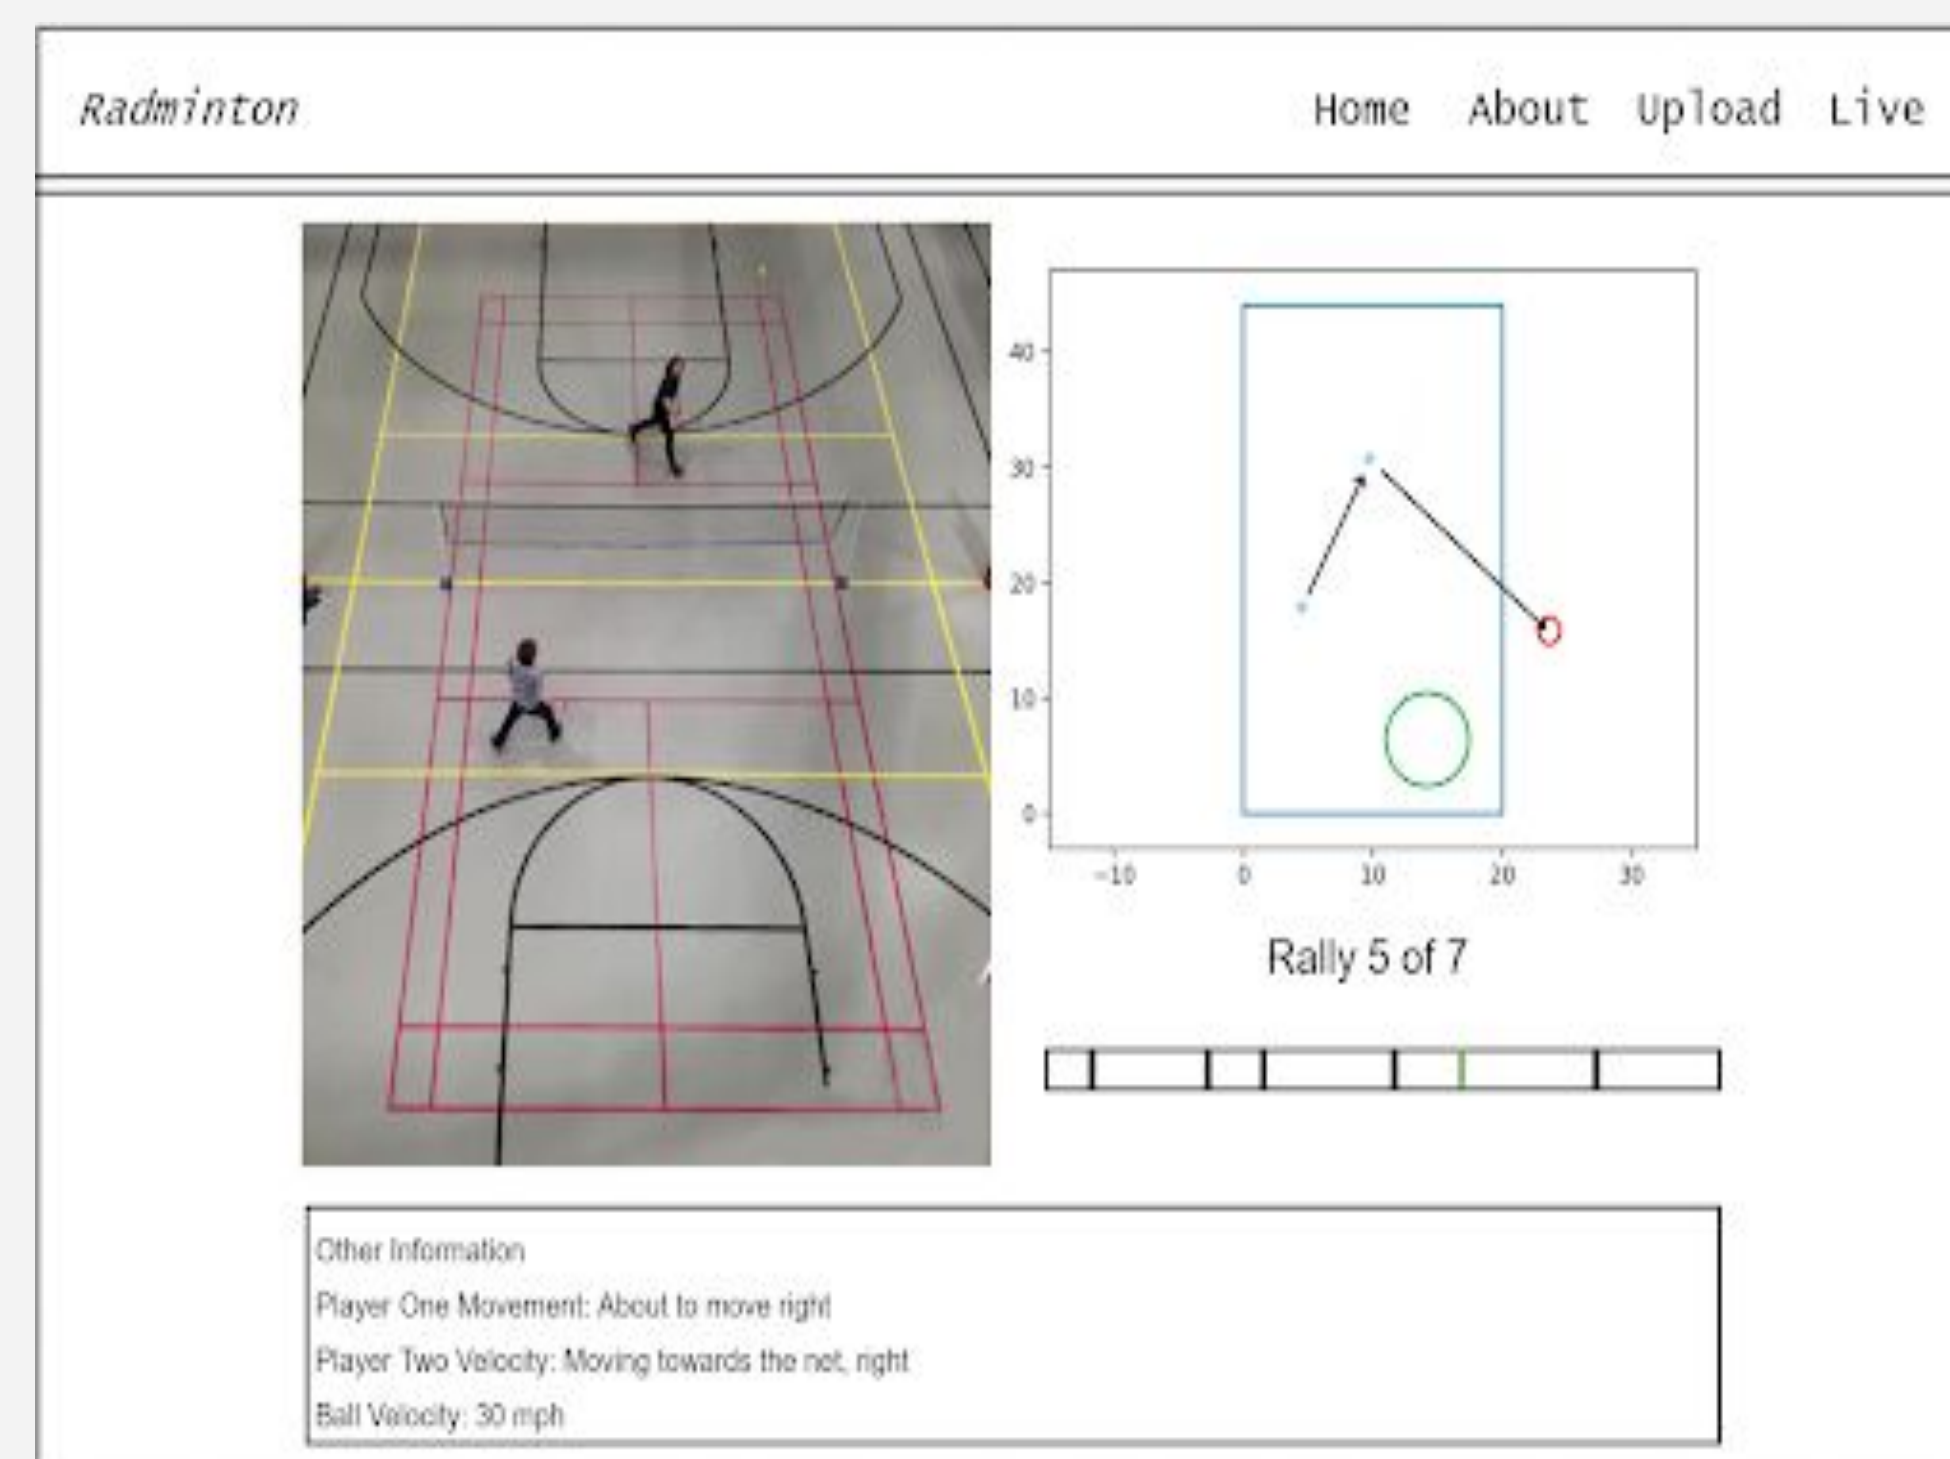 Radminton
Home About Upload Live
40
30
20
10
0
-10 0 10 20 30
Rally 5 of 7
Other Information
Player One Movement: About to move right
Player Two Velocity: Moving towards the net, right
Ball Velocity: 30 mph